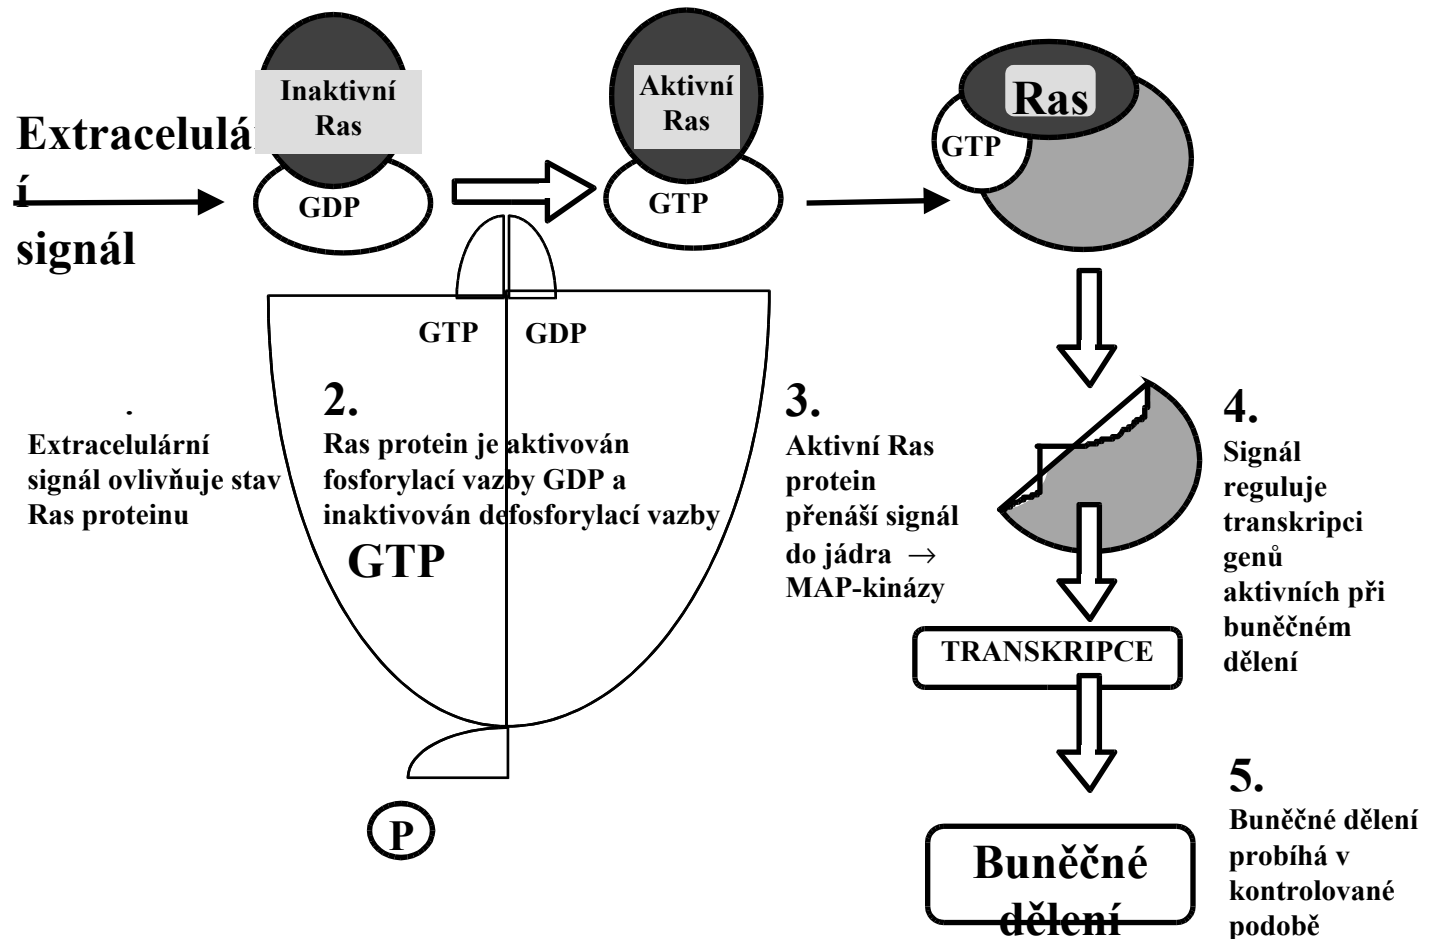 Inaktivní
Ras
GDP
Aktivní
Ras
GTP
Ras
GTP
Extracelulá
í
signál
GTP
GDP
.
Extracelulární
signál ovlivňuje stav
Ras proteinu
2.
Ras protein je aktivován
fosforylací vazby GDP a
inaktivován defosforylací vazby
GTP
P
3.
Aktivní Ras
protein
přenáší signál
do jádra →
MAP-kinázy
4.
Signál
reguluje
transkripci
genů
aktivních při
buněčném
dělení
TRANSKRIPCE
Buněčné
dělení
5.
Buněčné dělení
probíhá v
kontrolované
podobě